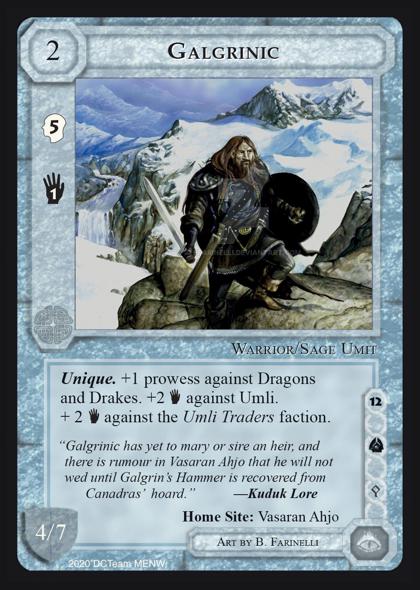 2
GALGRINIC
5
1
WARRIOR/SAGE UMIT
Unique. +1 prowess against Dragons
and Drakes. +2 against Umli.
+ 2 against the Umli Traders faction.
12
“Galgrinic has yet to mary or sire an heir, and
there is rumour in Vasaran Ahjo that he will not
wed until Galgrin’s Hammer is recovered from
Canadras’ hoard.” —Kuduk Lore
Home Site: Vasaran Ahjo
4/7
ART BY B. FARINELLI
2020 DCTeam MENW